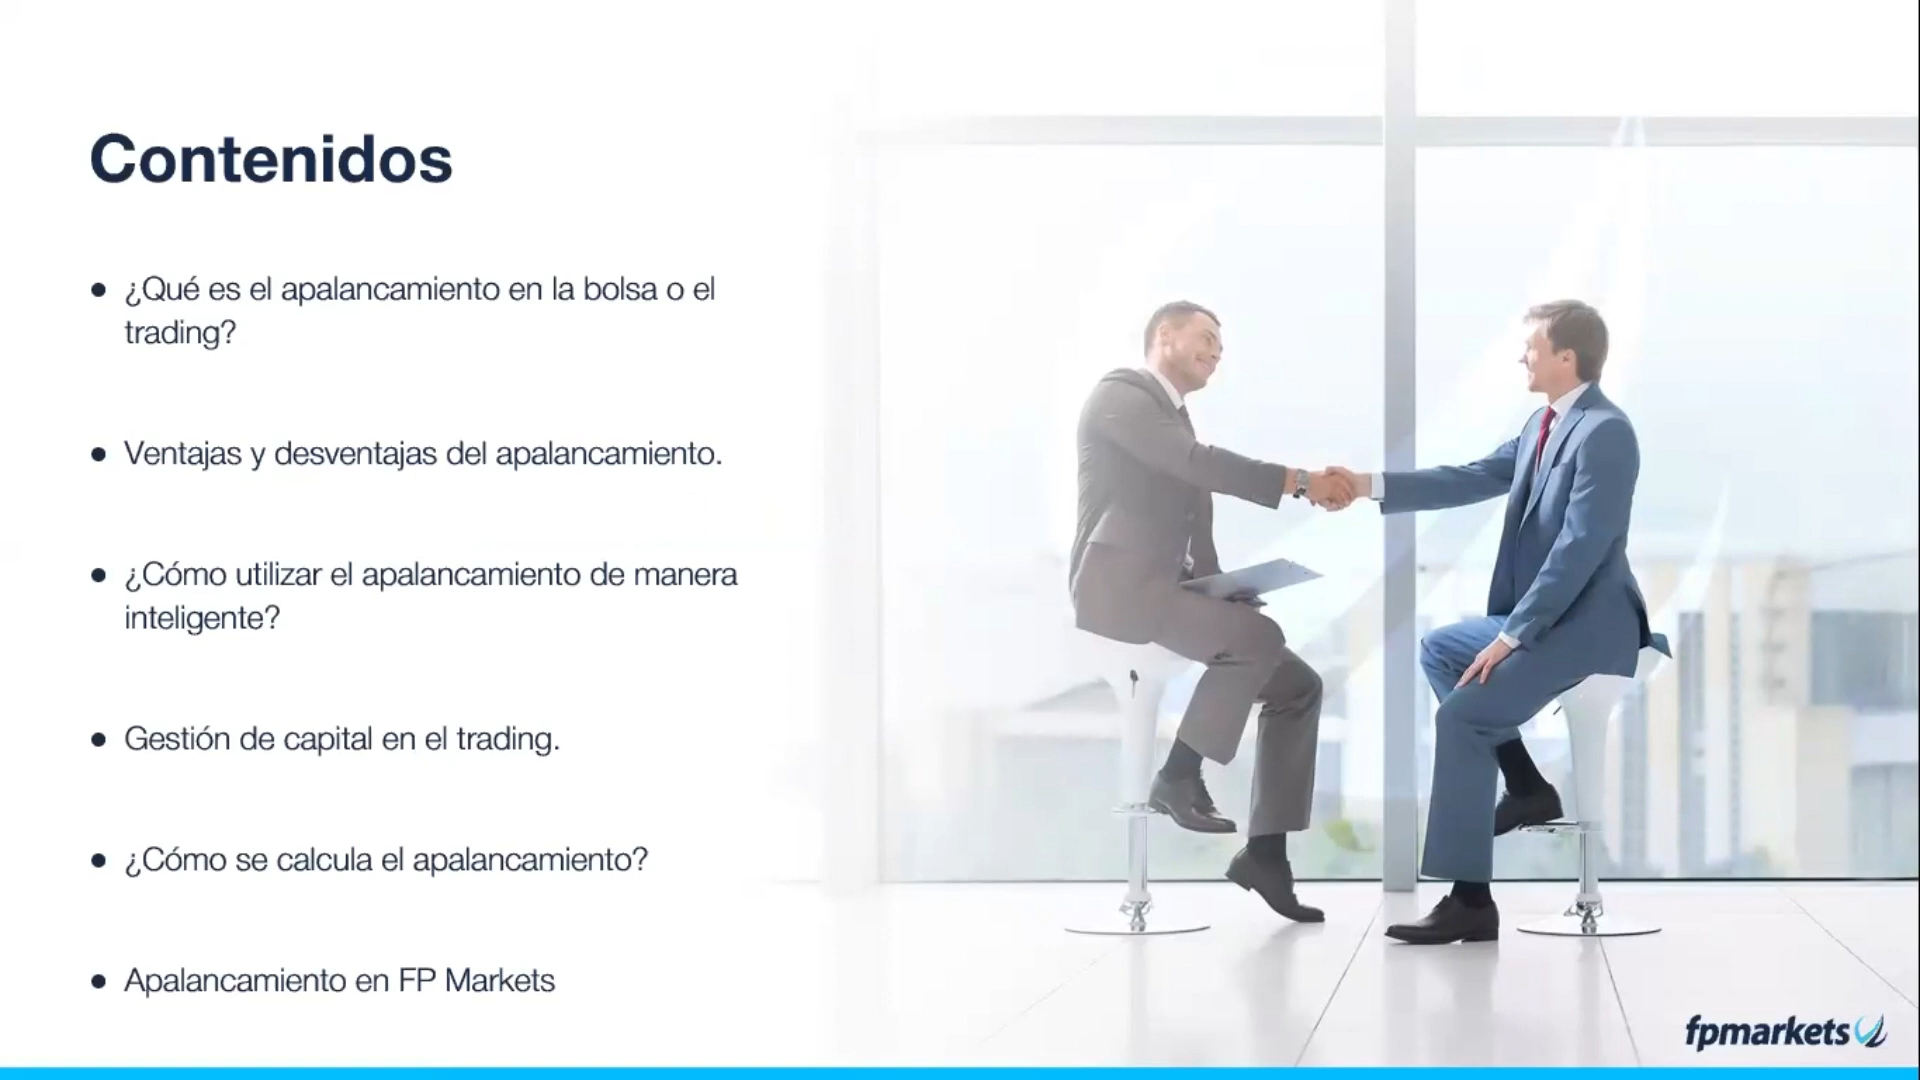 Contenidos
● ¿Qué es el apalancamiento en la bolsa o el
trading?
● Ventajas y desventajas del apalancamiento.
● ¿Cómo utilizar el apalancamiento de manera
inteligente?
● Gestión de capital en el trading.
● ¿Cómo se calcula el apalancamiento?
● Apalancamiento en FP Markets
fpmarkets